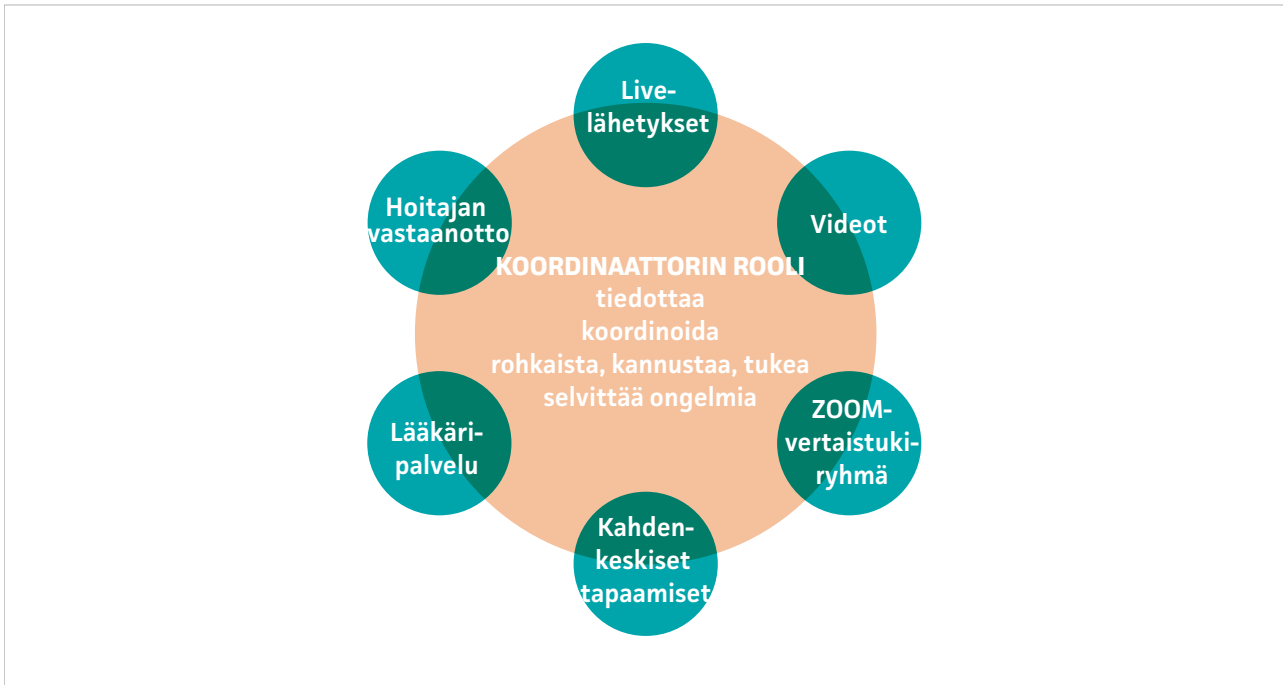 Live-
lähetykset
Hoitajan
vastaanotto
Videot
KOORDINAATTORIN ROOLI
tiedottaa
koordinoida
rohkaista, kannustaa, tukea
selvittää ongelmia
Lääkäri-
palvelu
ZOOM-
vertaistuki-
ryhmä
Kahden-
keskiset
tapaamiset